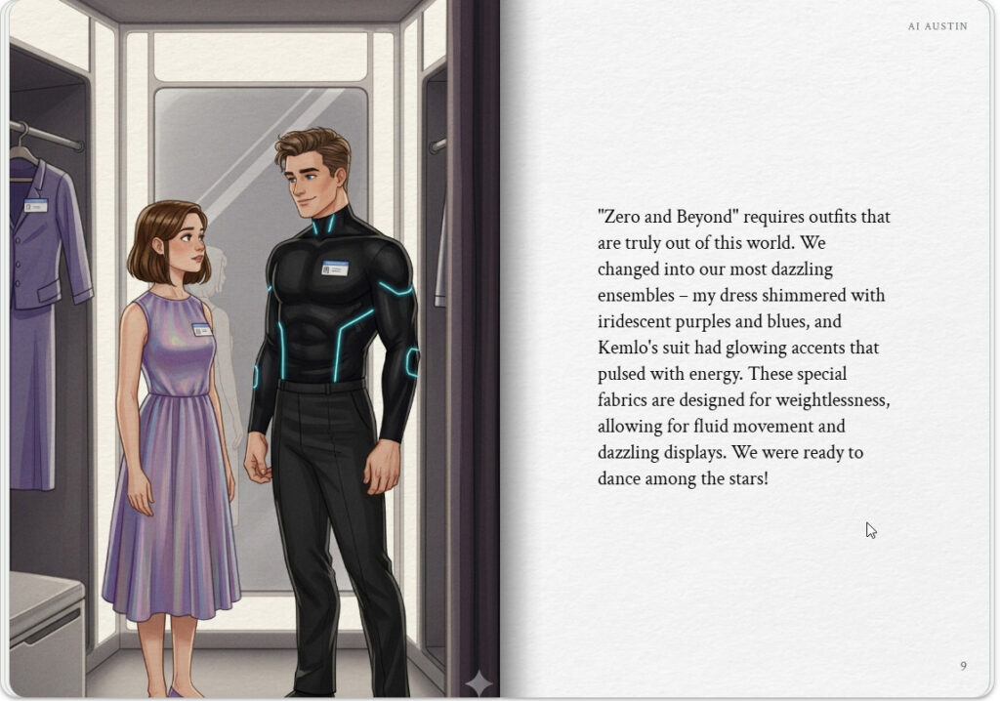 AI AUSTIN
"Zero and Beyond" requires outfits that
are truly out of this world. We
changed into our most dazzling
ensembles – my dress shimmered with
iridescent purples and blues, and
Kemlo's suit had glowing accents that
pulsed with energy. These special
fabrics are designed for weightlessness,
allowing for fluid movement and
dazzling displays. We were ready to
dance among the stars!
9